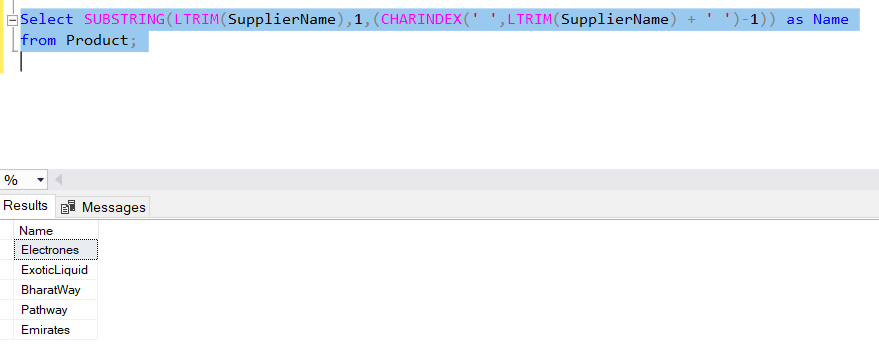 Select SUBSTRING(LTRIM(SupplierName),1,(CHARINDEX(' ',LTRIM(SupplierName) + ' ')-1)) as Name
from Product;
%
Results Messages
Name
Electrones
ExoticLiquid
BharatWay
Pathway
Emirates